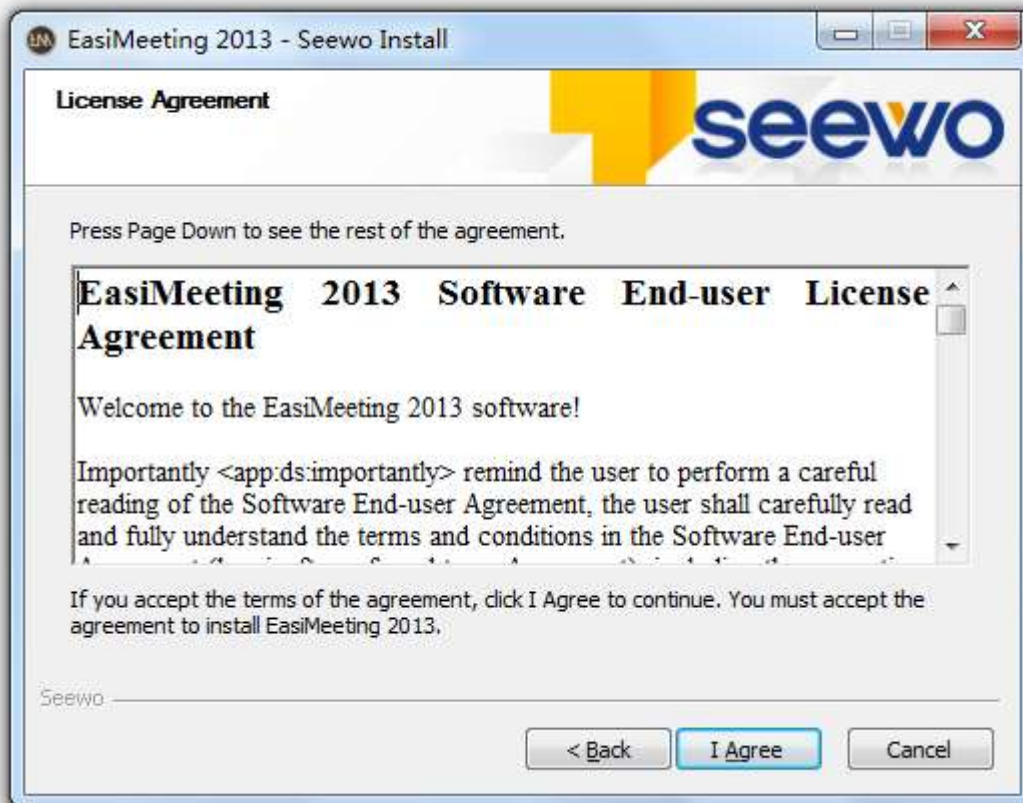 EasiMeeting 2013 - Seewo Install
License Agreement
seewo
Press Page Down to see the rest of the agreement.
EasiMeeting 2013 Software End-user License
Agreement
Welcome to the EasiMeeting 2013 software!
Importantly <app:ds:importantly> remind the user to perform a careful
reading of the Software End-user Agreement, the user shall carefully read
and fully understand the terms and conditions in the Software End-user
If you accept the terms of the agreement, click I Agree to continue. You must accept the
agreement to install EasiMeeting 2013.
Seewo
< Back
I Agree
Cancel